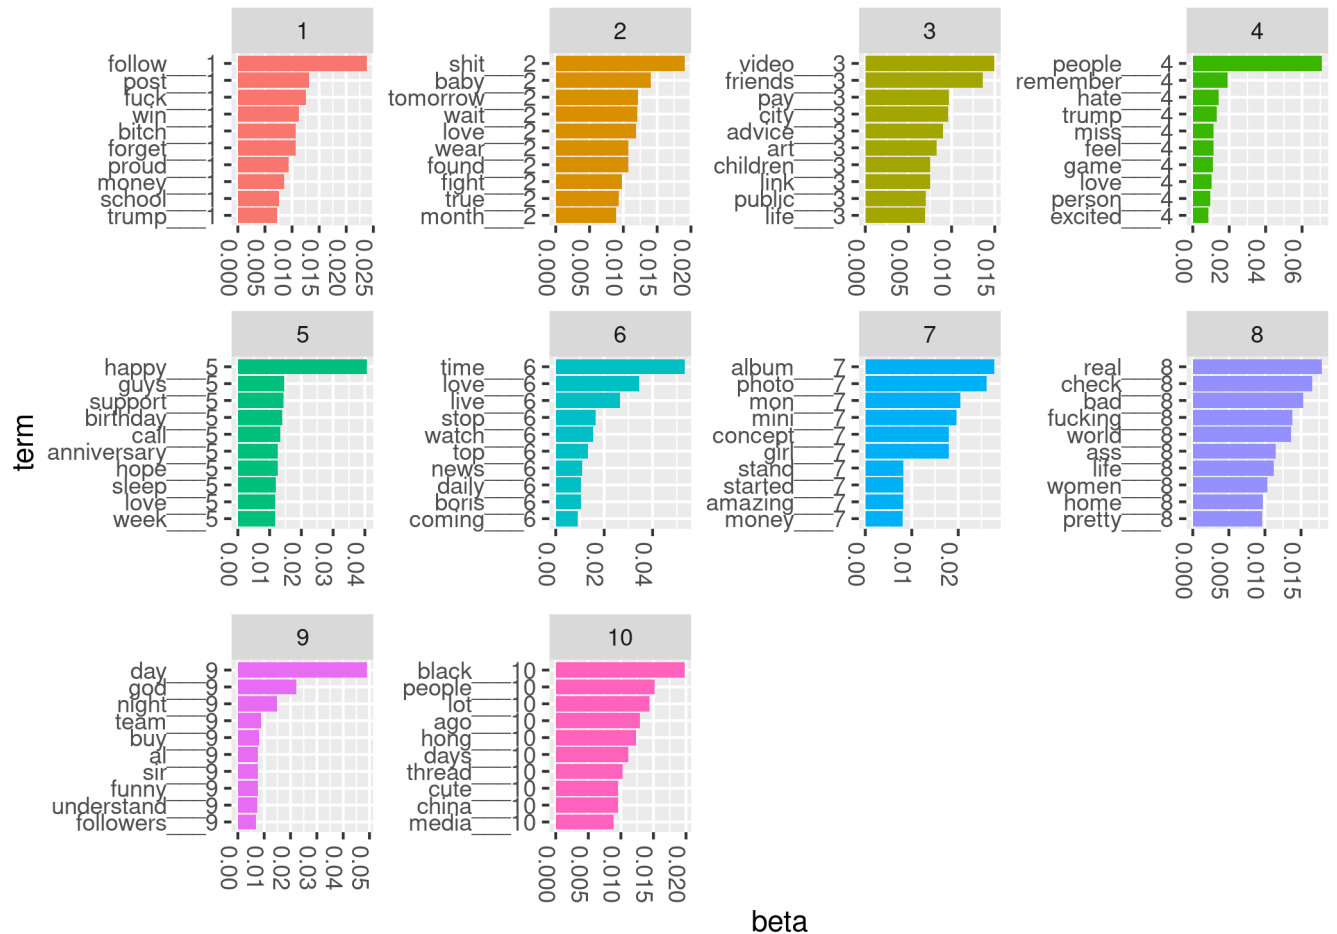 1
follow___1
post___1
fuck___1
win___1
bitch___1
forget___1
proud___1
money___1
school___1
trump___1
0.000 0.005 0.010 0.015 0.020 0.025
2
shit___2
baby___2
tomorrow___2
wait___2
love___2
wear___2
found___2
fight___2
true___2
month___2
0.000 0.005 0.010 0.015 0.020
3
video___3
friends___3
pay___3
city___3
advice___3
art___3
children___3
link___3
public___3
life___3
0.000 0.005 0.010 0.015
4
people___4
remember___4
hate___4
trump___4
miss___4
feel___4
game___4
love___4
person___4
excited___4
0.00 0.02 0.04 0.06
term
5
happy___5
guys___5
support___5
birthday___5
call___5
anniversary___5
hope___5
sleep___5
love___5
week___5
0.00 0.01 0.02 0.03 0.04
6
time___6
love___6
live___6
stop___6
watch___6
top___6
news___6
daily___6
boris___6
coming___6
0.00 0.02 0.04
7
album___7
photo___7
mon___7
mini___7
concept___7
girl___7
stand___7
started___7
amazing___7
money___7
0.00 0.01 0.02
8
real___8
check___8
bad___8
fucking___8
world___8
ass___8
life___8
women___8
home___8
pretty___8
0.000 0.005 0.010 0.015
9
day___9
god___9
night___9
team___9
buy___9
al___9
sir___9
funny___9
understand___9
followers___9
0.00 0.01 0.02 0.03 0.04 0.05
10
black___10
people___10
lot___10
ago___10
hong___10
days___10
thread___10
cute___10
china___10
media___10
0.000 0.005 0.010 0.015 0.020
beta